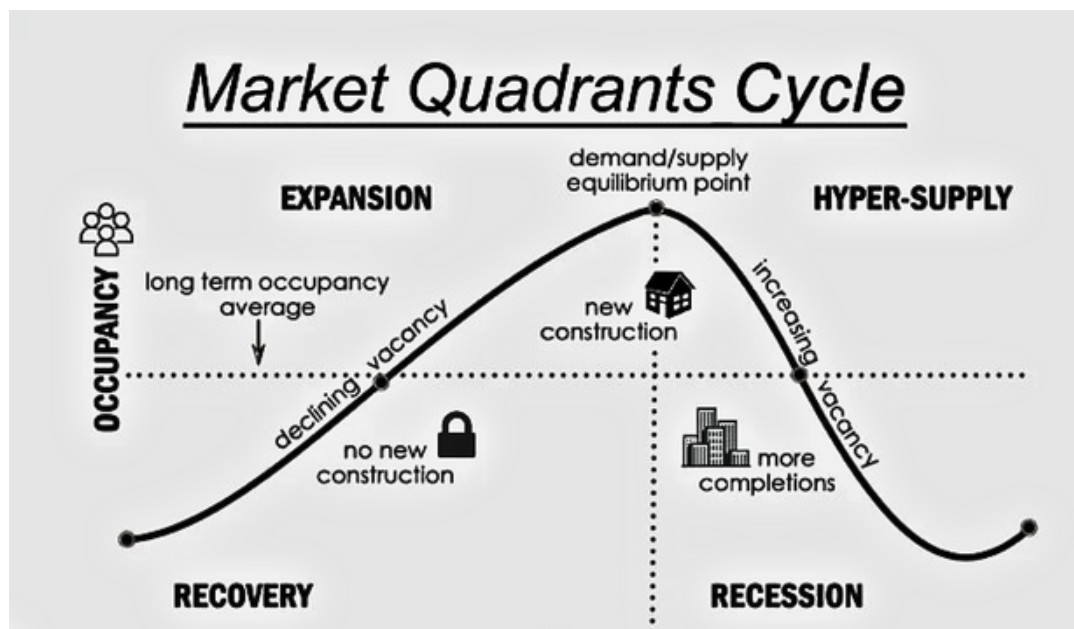 Market Quadrants Cycle
demand/supply
equilibrium point
EXPANSION
HYPER-SUPPLY
OCCUPANCY
long term occupancy
average
declining vacancy
new
construction
increasing vacancy
no new
construction
more
completions
RECOVERY
RECESSION